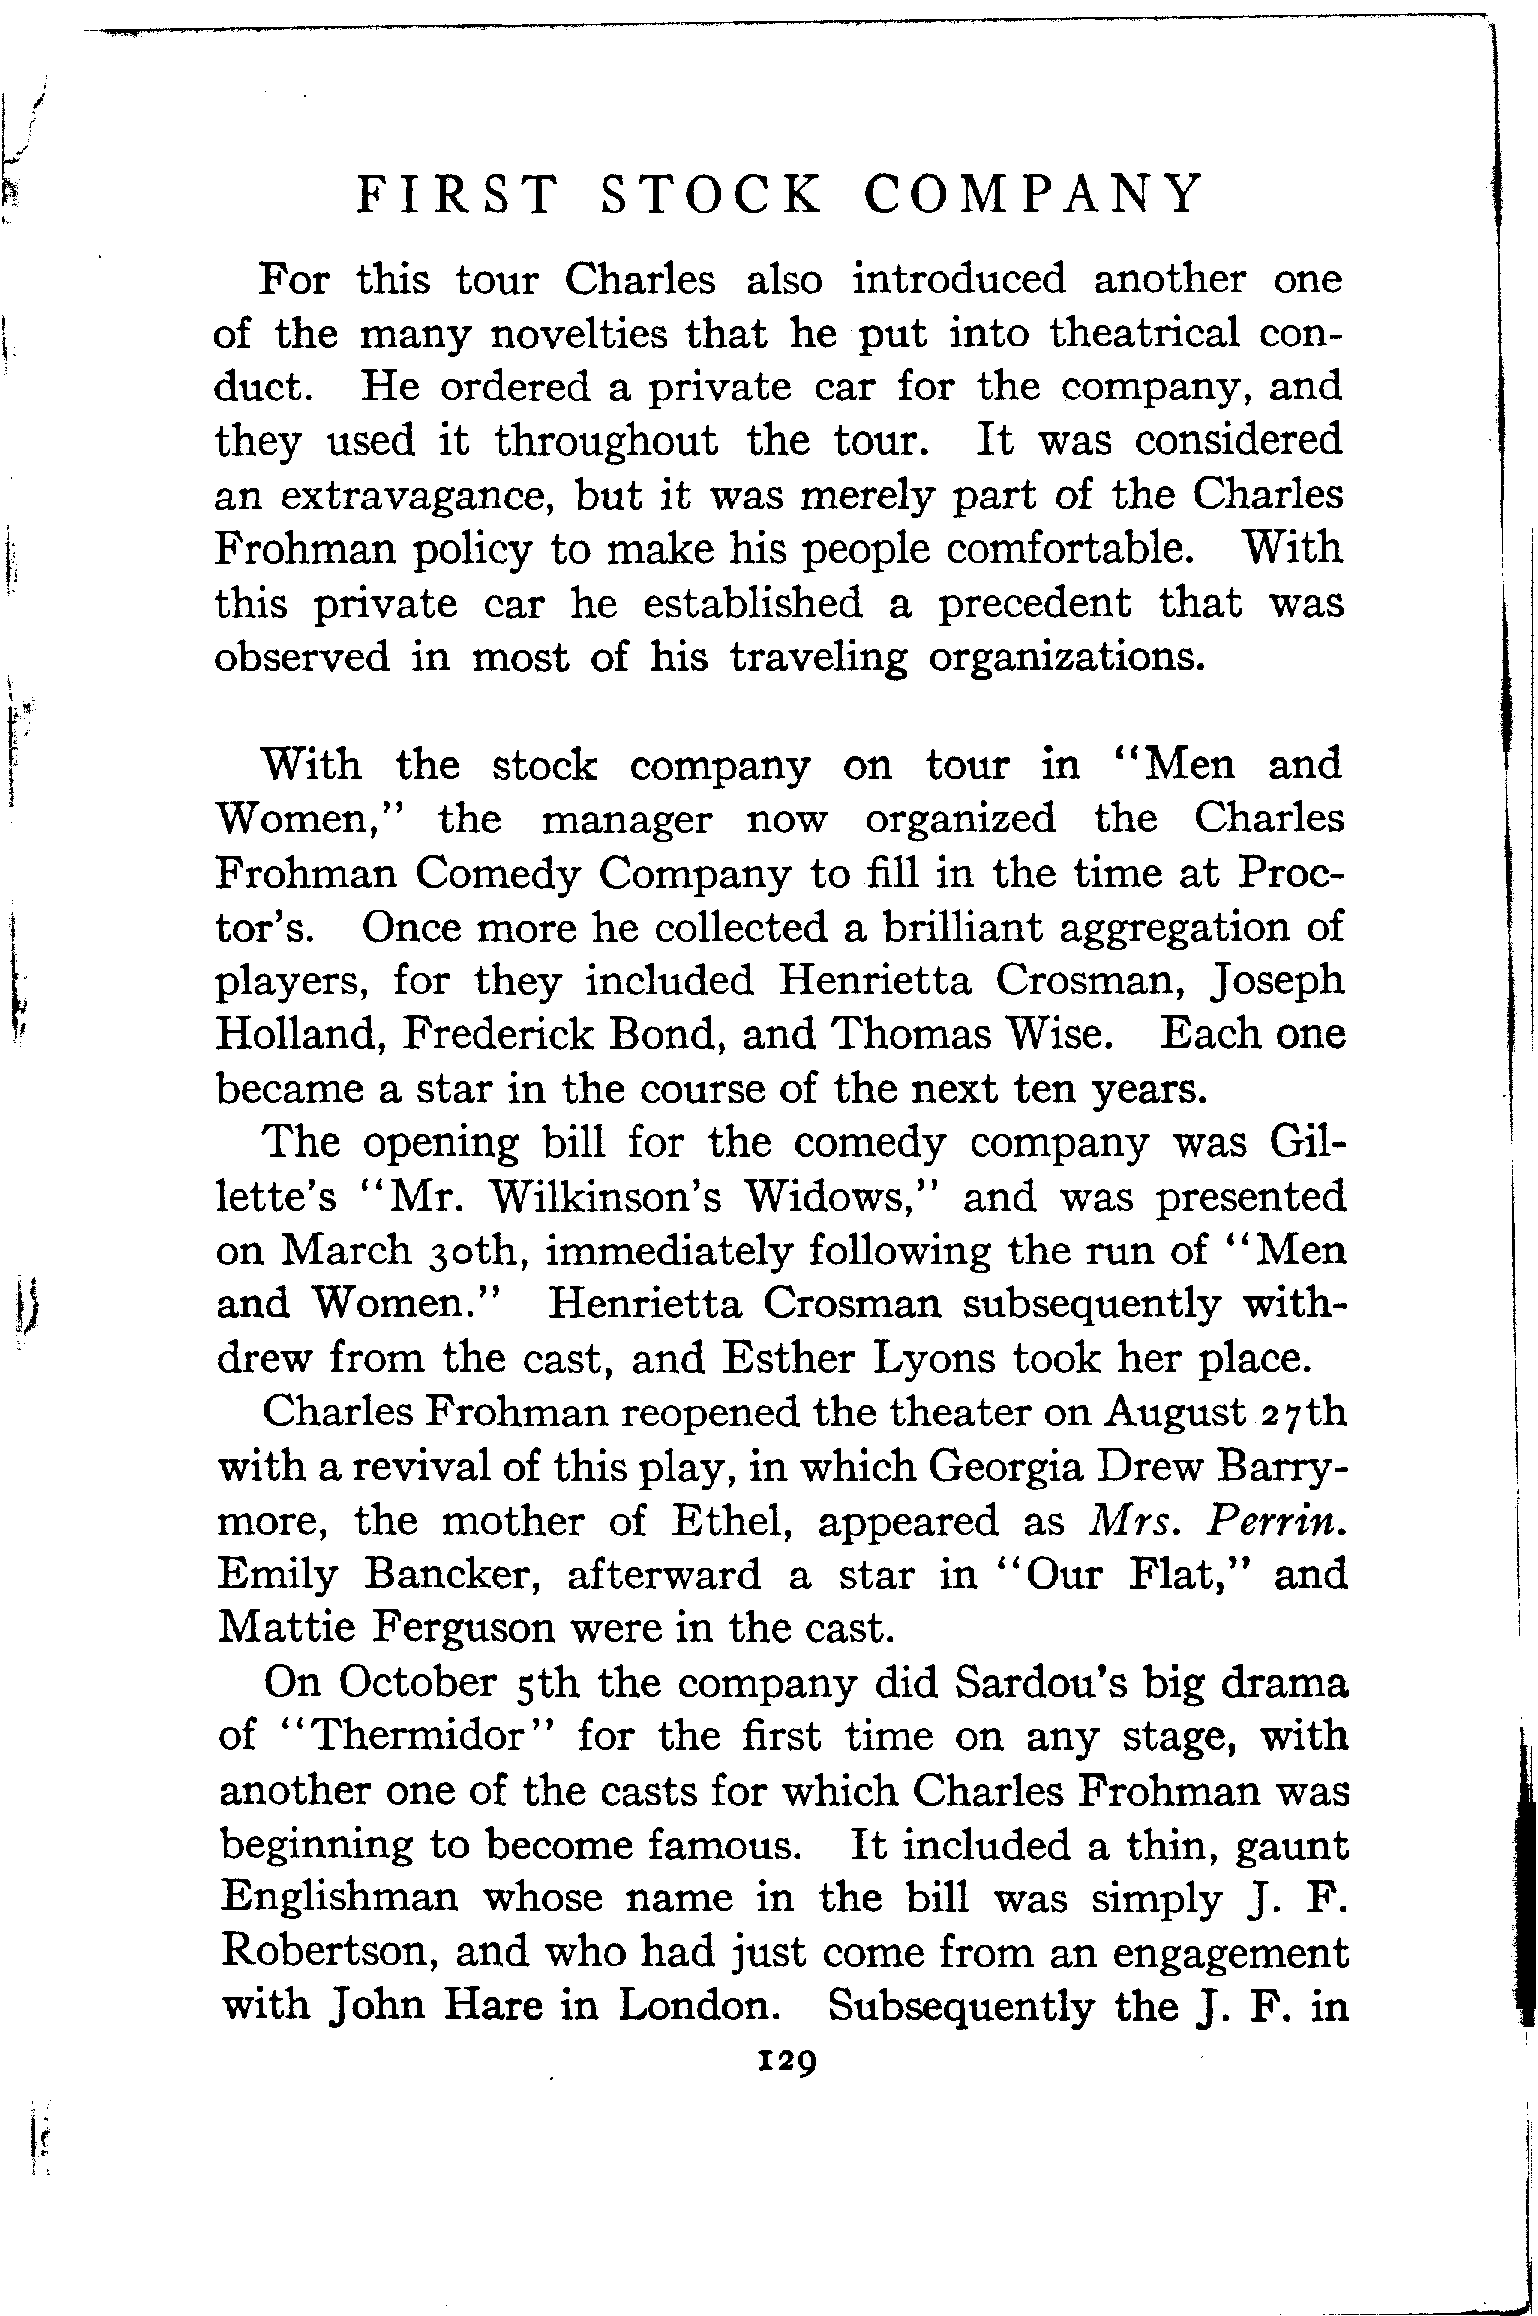 FIRST STOCK COMPANY
For this tour Charles also introduced another one
of the many novelties that he put into theatrical con-
duct. He ordered a private car for the company, and
they used it throughout the tour. It was considered
an extravagance, but it was merely part of the Charles
Frohman policy to make his people comfortable. With
this private car he established a precedent that was
observed in most of his traveling organizations.
With the stock company on tour in "Men and
Women," the manager now organized the Charles
Frohman Comedy Company to fill in the time at Proc-
tor's. Once more he collected a brilliant aggregation of
players, for they included Henrietta Crosman, Joseph
Holland, Frederick Bond, and Thomas Wise. Each one
became a star in the course of the next ten years.
The opening bill for the comedy company was Gil-
lette's "Mr. Wilkinson's Widows," and was presented
on March 30th, immediately following the run of "Men
and Women." Henrietta Crosman subsequently with-
drew from the cast, and Esther Lyons took her place.
Charles Frohman reopened the theater on August 27th
with a revival of this play, in which Georgia Drew Barry-
more, the mother of Ethel, appeared as Mrs. Perrin.
Emily Bancker, afterward a star in "Our Flat," and
Mattie Ferguson were in the cast.
On October 5th the company did Sardou's big drama
of "Thermidor" for the first time on any stage, with
another one of the casts for which Charles Frohman was
beginning to become famous. It included a thin, gaunt
Englishman whose name in the bill was simply J. F.
Robertson, and who had just come from an engagement
with John Hare in London. Subsequently the J. F. in
129